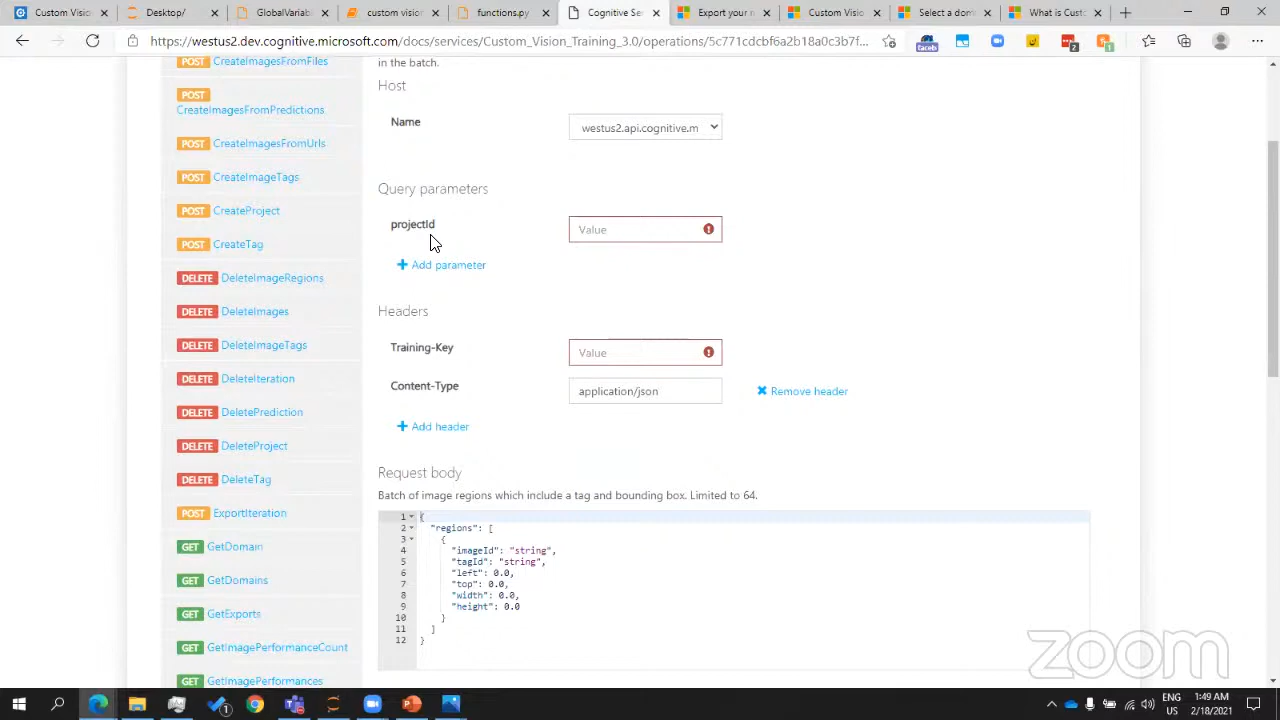 Custom Vision
Desktop/
GlobalVariab
custom vision
functions.py
Cognitive Se
Export your m
Custom Visio
Select a dom
What is Custo
https://westus2.dev.cognitive.microsoft.com/docs/services/Custom_Vision_Training_3.0/operations/5c771cdcbf6a2b18a0c3b7f...
faceb
2
1
POST CreateImagesFromFiles
POST
CreateImagesFromPredictions
POST CreateImagesFromUrls
POST CreateImageTags
POST CreateProject
POST CreateTag
DELETE DeleteImageRegions
DELETE DeleteImages
DELETE DeleteImageTags
DELETE DeleteIteration
DELETE DeletePrediction
DELETE DeleteProject
DELETE DeleteTag
POST ExportIteration
GET GetDomain
GET GetDomains
GET GetExports
GET GetImagePerformanceCount
GET GetImagePerformances
in the batch.
Host
Name
westus2.api.cognitive.m
Query parameters
projectId
Value
+ Add parameter
Headers
Training-Key
Value
Content-Type
application/json
Remove header
+ Add header
Request body
Batch of image regions which include a tag and bounding box. Limited to 64.
1 {
2 "regions": [
3 {
4 "imageId": "string",
5 "tagId": "string",
6 "left": 0.0,
7 "top": 0.0,
8 "width": 0.0,
9 "height": 0.0
10 }
11 ]
12 }
zoom
1
ENG
US
1:49 AM
2/18/2021